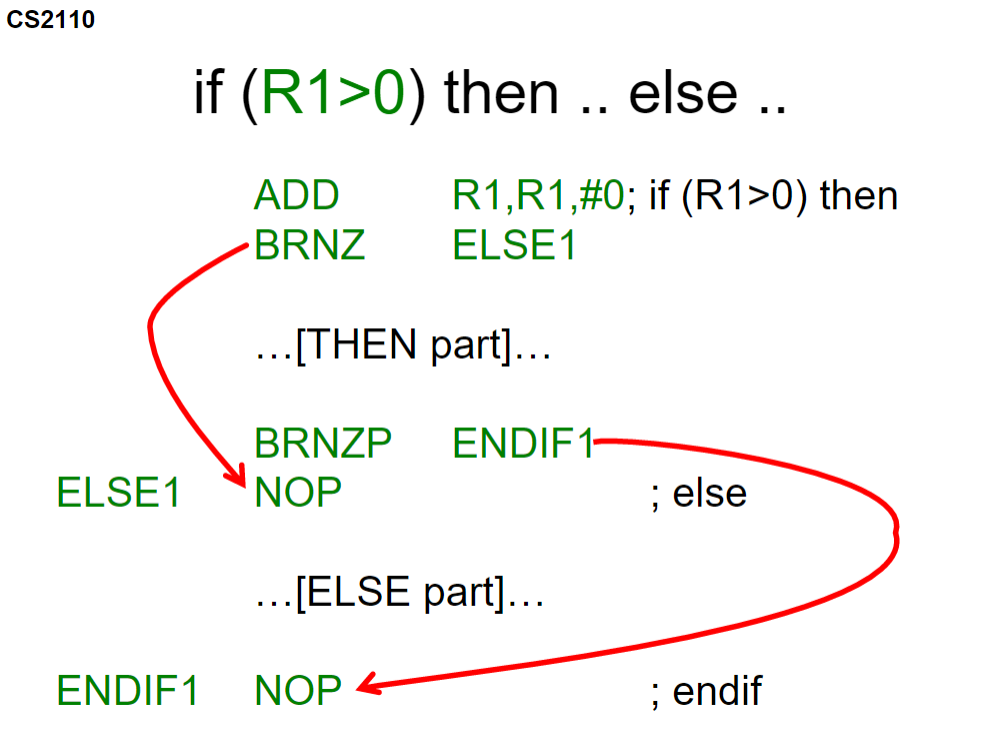 CS2110
if (R1>0) then .. else ..
ADD R1,R1,#0; if (R1>0) then
BRNZ ELSE1
…[THEN part]…
BRNZP ENDIF1
ELSE1 NOP ; else
…[ELSE part]…
ENDIF1 NOP ; endif